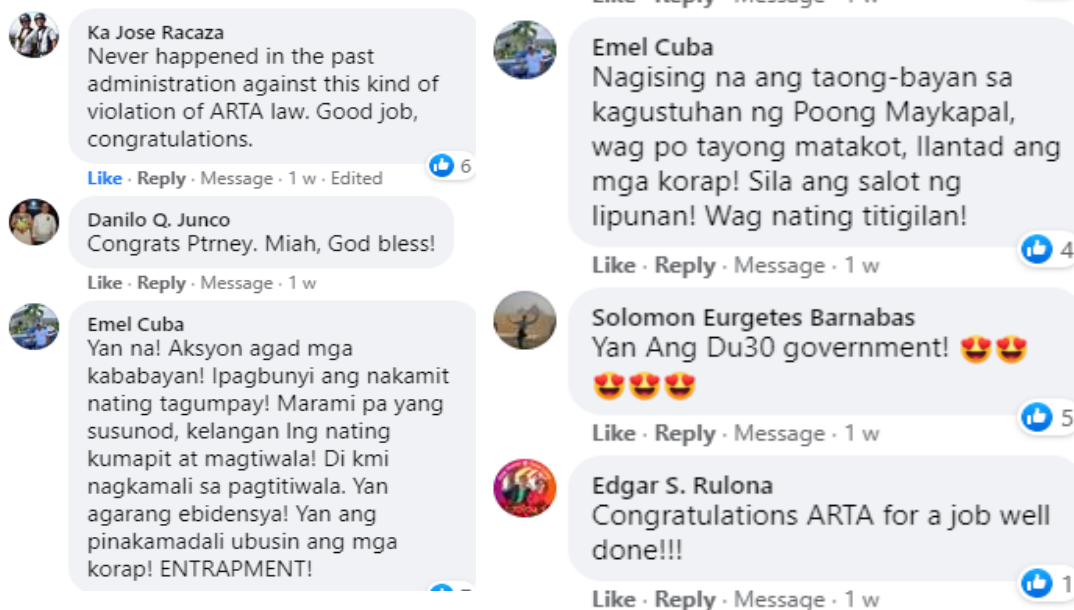 Ka Jose Racaza
Never happened in the past
administration against this kind of
violation of ARTA law. Good job,
congratulations.
6
Like · Reply · Message · 1 w · Edited
Danilo Q. Junco
Congrats Ptrney. Miah, God bless!
Like · Reply · Message · 1 w
Emel Cuba
Yan na! Aksyon agad mga
kababayan! Ipagbunyi ang nakamit
nating tagumpay! Marami pa yang
susunod, kelangan lng nating
kumapit at magtiwala! Di kmi
nagkamali sa pagtitiwala. Yan
agarang ebidensya! Yan ang
pinakamadali ubusin ang mga
korap! ENTRAPMENT!
Like · Reply · Message · 1 w
Emel Cuba
Nagising na ang taong-bayan sa
kagustuhan ng Poong Maykapal,
wag po tayong matakot, Ilantad ang
mga korap! Sila ang salot ng
lipunan! Wag nating titigilan!
4
Like · Reply · Message · 1 w
Solomon Eurgetes Barnabas
Yan Ang Du30 government! 😍😍
😍😍😍
5
Like · Reply · Message · 1 w
Edgar S. Rulona
Congratulations ARTA for a job well
done!!!
1
Like · Reply · Message · 1 w